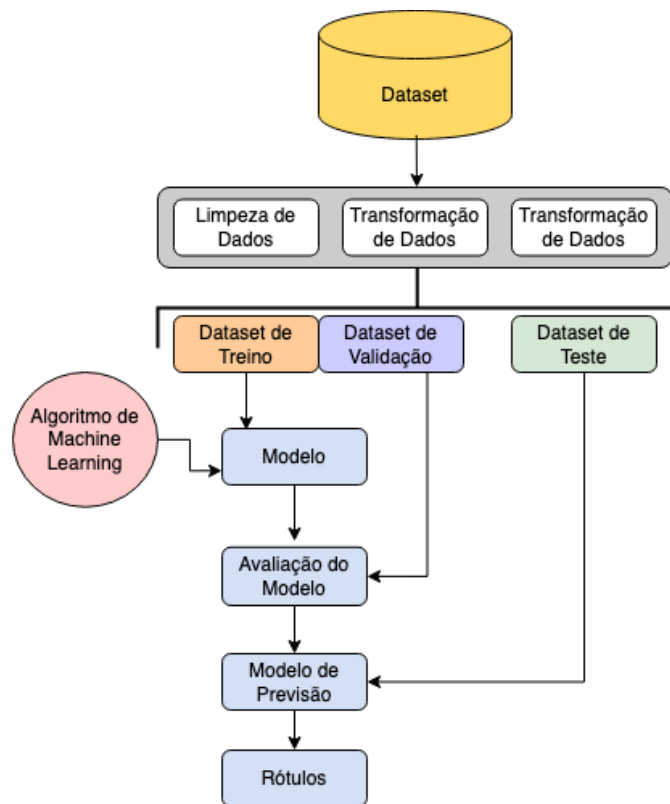 Dataset
Limpeza de
Dados
Transformação
de Dados
Transformação
de Dados
Dataset de
Treino
Dataset de
Validação
Dataset de
Teste
Algoritmo de
Machine
Learning
Modelo
Avaliação do
Modelo
Modelo de
Previsão
Rótulos